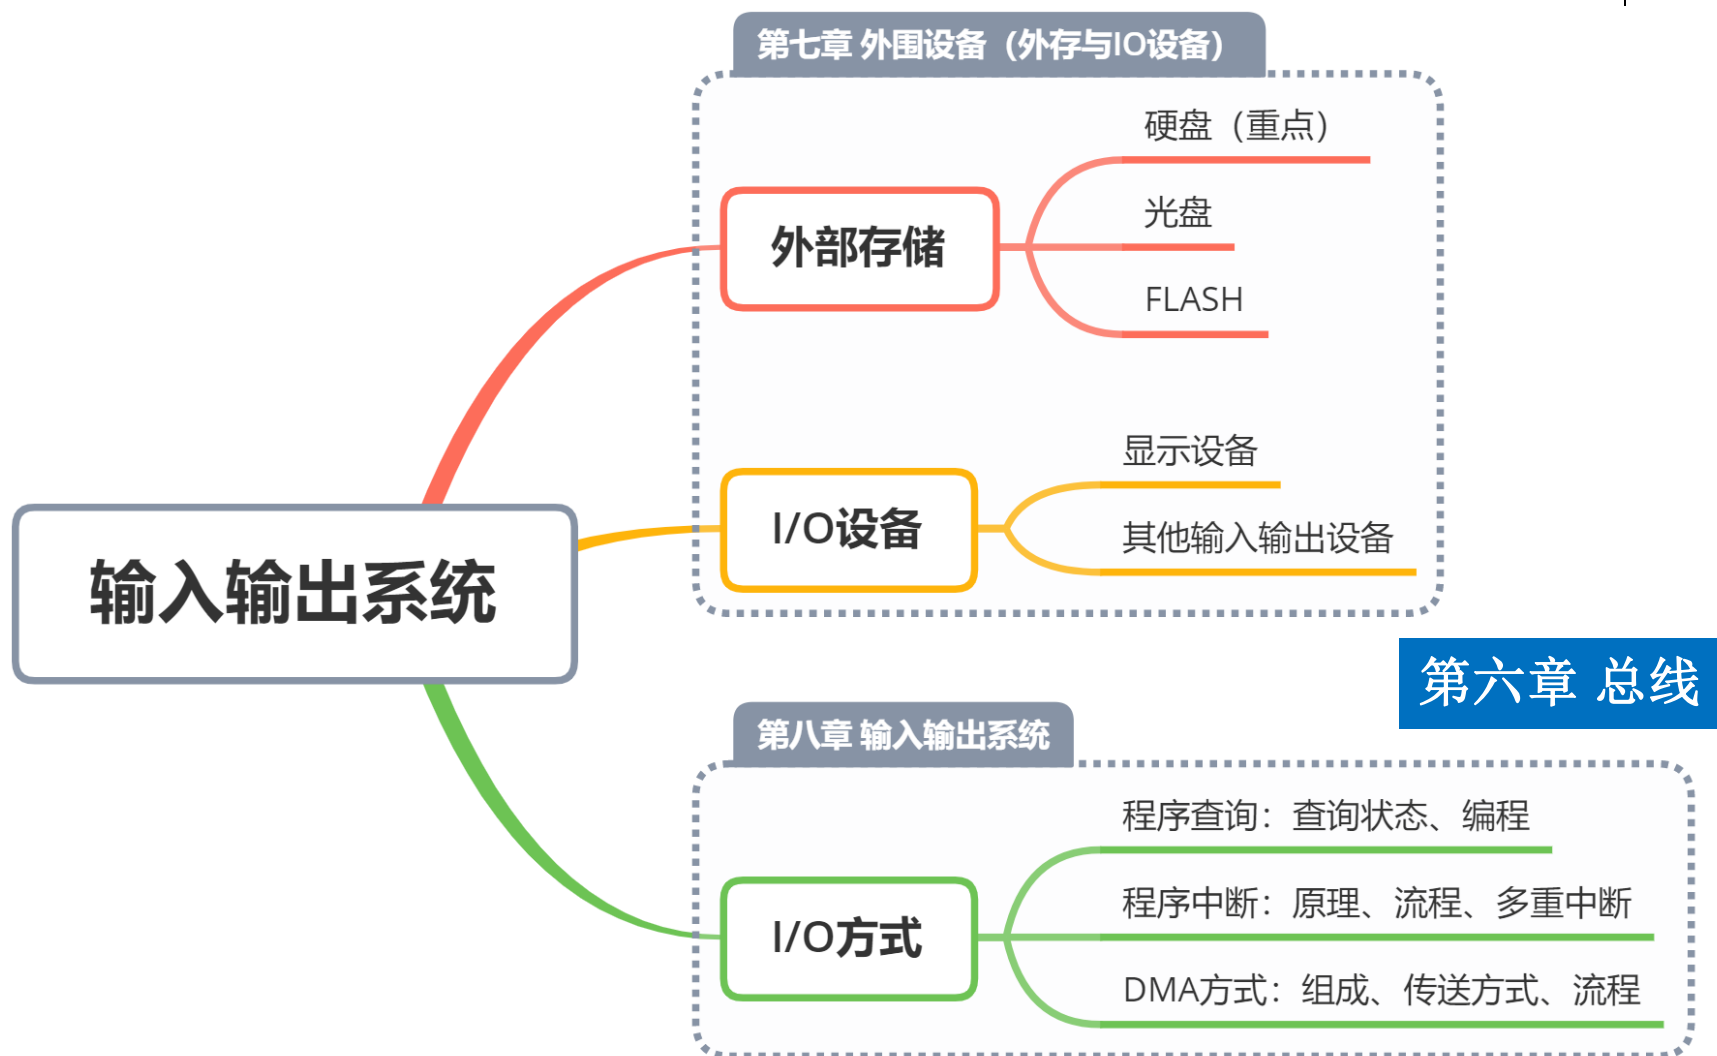 第七章 外围设备（外存与IO设备）
硬盘（重点）
光盘
外部存储
FLASH
显示设备
I/O设备
其他输入输出设备
输入输出系统
第六章 总线
第八章 输入输出系统
程序查询：查询状态、编程
程序中断：原理、流程、多重中断
I/O方式
DMA方式：组成、传送方式、流程